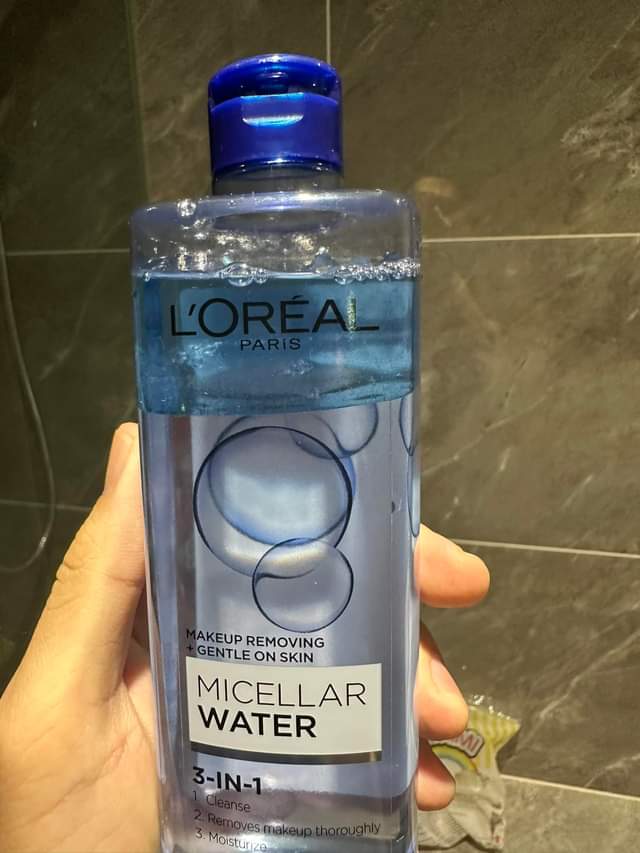 L'ORÉAL
PARIS
MAKEUP REMOVING
+ GENTLE ON SKIN
MICELLAR
WATER
3-IN-1
1. Cleanse
2. Removes makeup thoroughly
3. Moisturize